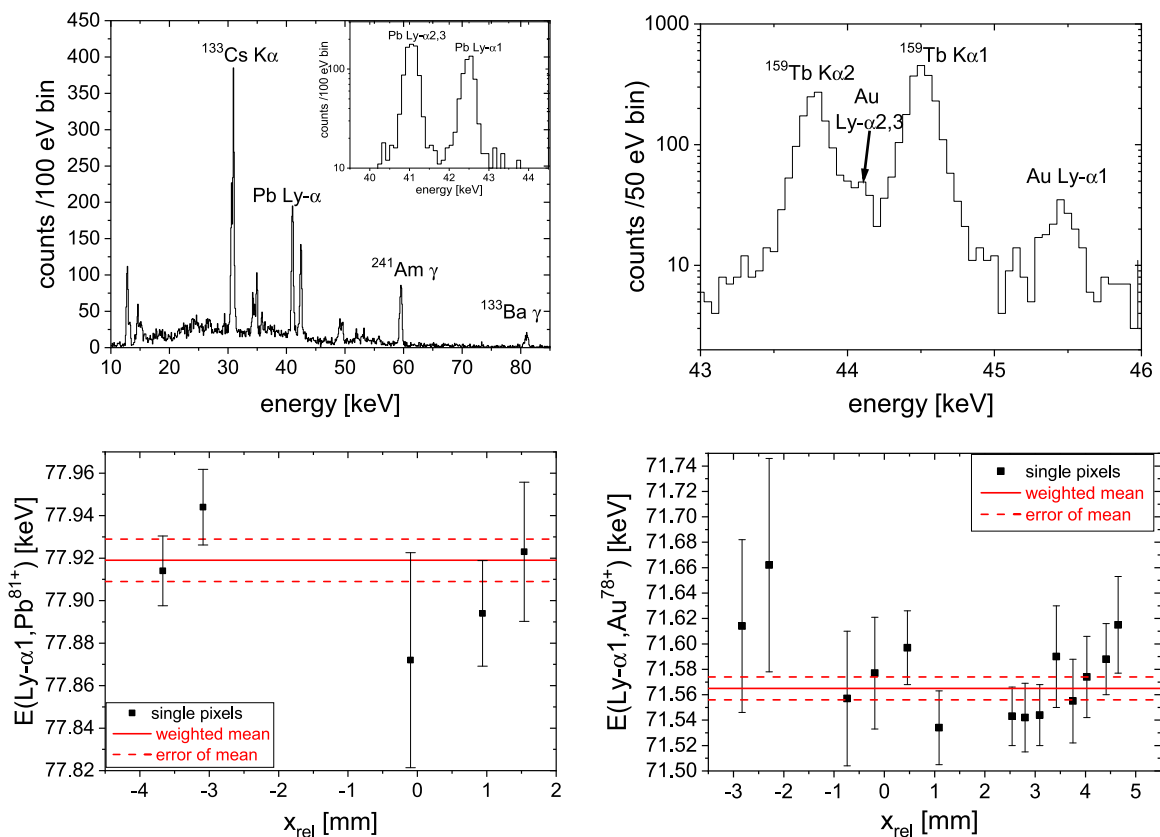 450
400
350
300
250
200
150
100
50
0
counts /100 eV bin
10 20 30 40 50 60 70 80
energy [keV]
¹³³Cs Kα
Pb Ly-α
²⁴¹Am γ
¹³³Ba γ
Pb Ly-α2,3
Pb Ly-α1
100
10
counts /100 eV bin
40 41 42 43 44
energy [keV]
1000
100
10
counts /50 eV bin
43 44 45 46
energy [keV]
¹⁵⁹Tb Kα2
Au
Ly-α2,3
¹⁵⁹Tb Kα1
Au Ly-α1
77.96
77.94
77.92
77.90
77.88
77.86
77.84
77.82
E(Ly-α1,Pb⁸¹⁺) [keV]
-4 -3 -2 -1 0 1 2
x_rel [mm]
single pixels
weighted mean
error of mean
71.74
71.72
71.70
71.68
71.66
71.64
71.62
71.60
71.58
71.56
71.54
71.52
71.50
E(Ly-α1,Au⁷⁸⁺) [keV]
-3 -2 -1 0 1 2 3 4 5
x_rel [mm]
single pixels
weighted mean
error of mean